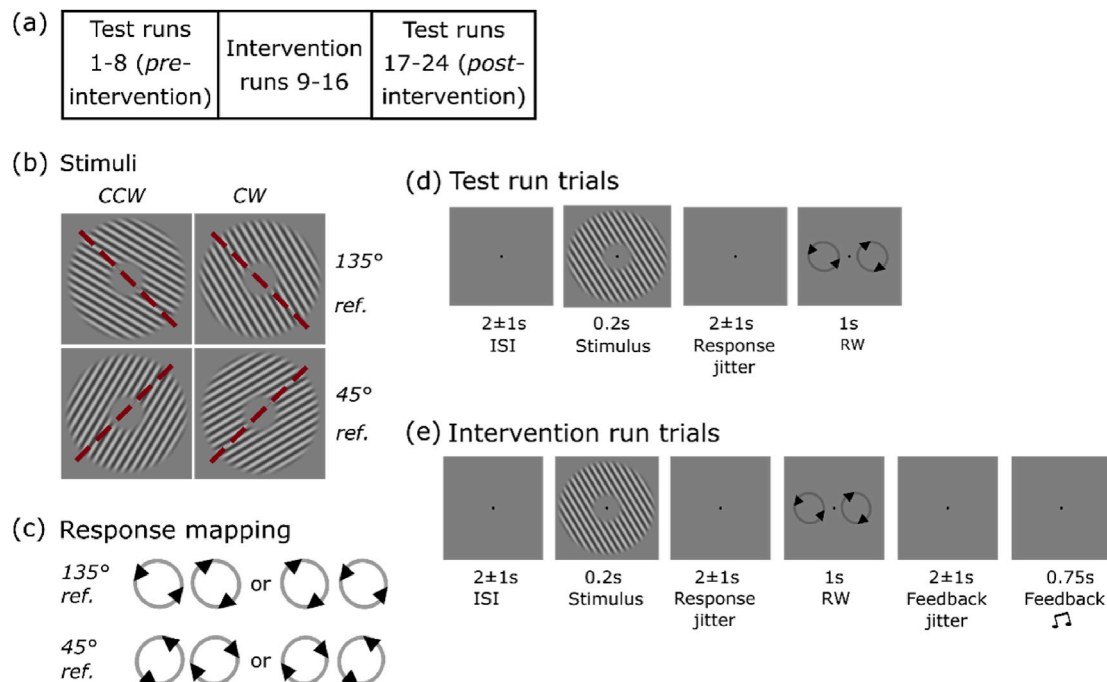 (a)
Test runs
1-8 (pre-
intervention)
Intervention
runs 9-16
Test runs
17-24 (post-
intervention)
(b) Stimuli
CCW CW
135°
ref.
45°
ref.
(c) Response mapping
135°
ref.
or
45°
ref.
or
(d) Test run trials
2±1s 0.2s 2±1s 1s
ISI Stimulus Response RW
jitter
(e) Intervention run trials
2±1s 0.2s 2±1s 1s 2±1s 0.75s
ISI Stimulus Response RW Feedback Feedback
jitter jitter